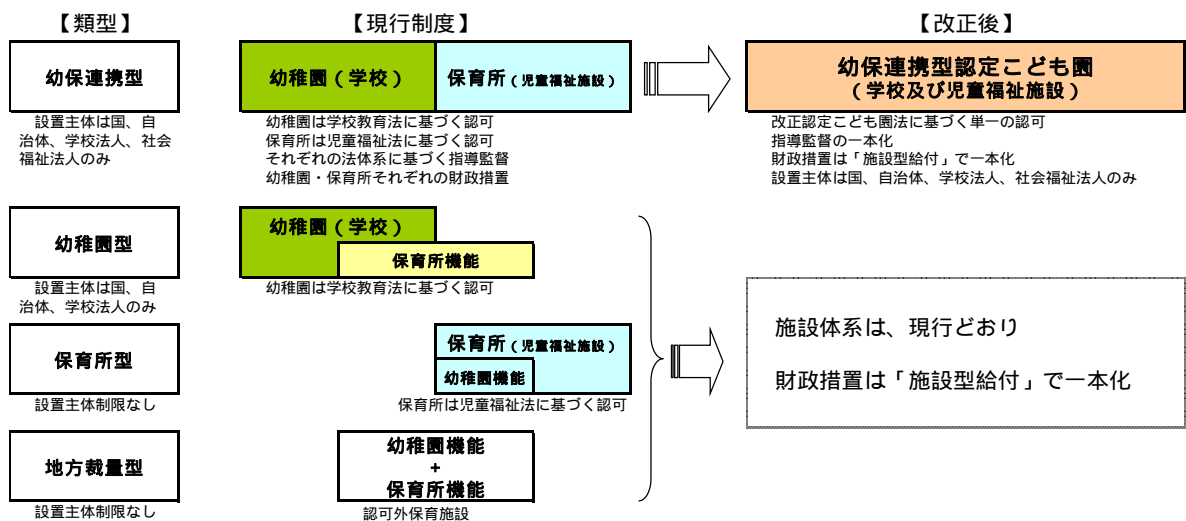 【類型】
【現行制度】
【改正後】
幼保連携型
設置主体は国、自
治体、学校法人、社会
福祉法人のみ
幼稚園(学校)
保育所(児童福祉施設)
幼稚園は学校教育法に基づく認可
保育所は児童福祉法に基づく認可
それぞれの法体系に基づく指導監督
幼稚園・保育所それぞれの財政措置
幼保連携型認定こども園
(学校及び児童福祉施設)
改正認定こども園法に基づく単一の認可
指導監督の一本化
財政措置は「施設型給付」で一本化
設置主体は国、自治体、学校法人、社会福祉法人のみ
幼稚園型
設置主体は国、自
治体、学校法人のみ
幼稚園(学校)
保育所機能
幼稚園は学校教育法に基づく認可
保育所型
設置主体制限なし
保育所(児童福祉施設)
幼稚園機能
保育所は児童福祉法に基づく認可
地方裁量型
設置主体制限なし
幼稚園機能
+
保育所機能
認可外保育施設
施設体系は、現行どおり
財政措置は「施設型給付」で一本化